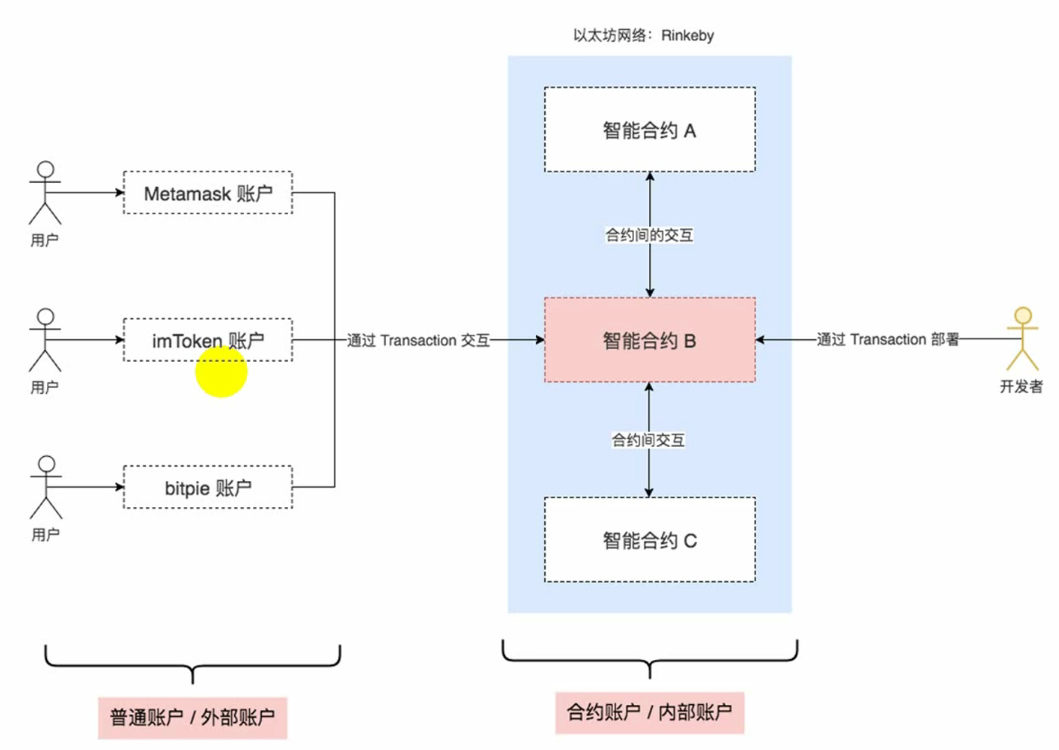 以太坊网络：Rinkeby
智能合约 A
Metamask 账户
用户
合约间的交互
imToken 账户
通过 Transaction 交互
智能合约 B
通过 Transaction 部署
用户
开发者
合约间交互
bitpie 账户
用户
智能合约 C
普通账户 / 外部账户
合约账户 / 内部账户